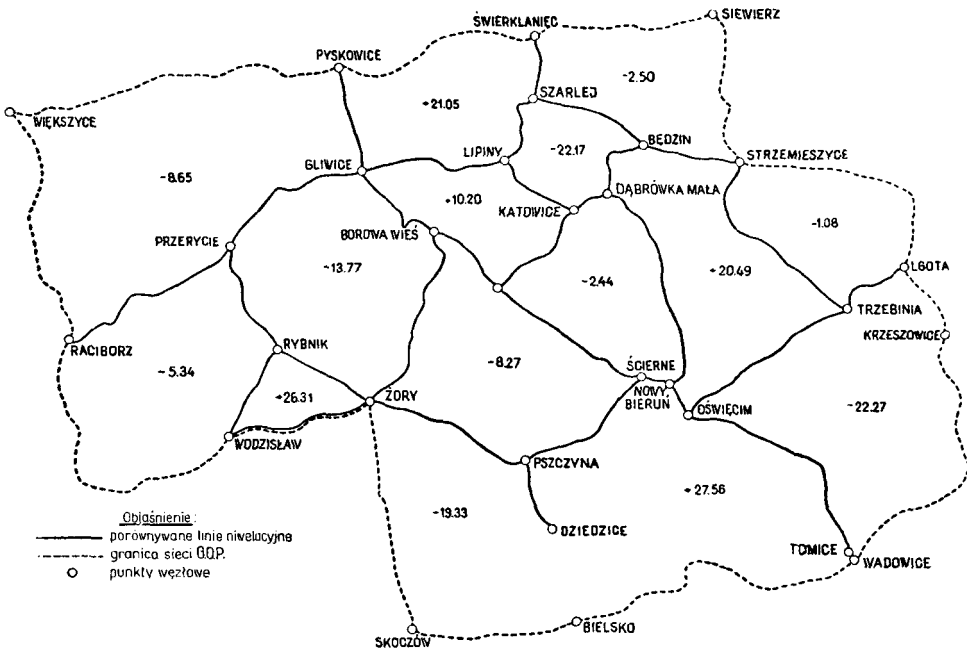 ŚWIERKLANIEC
SIEWIERZ
PYSKOWICE
-2.50
+21.05
SZARLEJ
WIĘKSZYCE
BĘDZIN
LIPINY
-22.17
STRZEMIESZYCE
GLIWICE
-8.65
DĄBRÓWKA MAŁA
+10.20
KATOWICE
-1.08
BOROWA WIEŚ
PRZERYCIE
-13.77
-2.44
+20.49
LGOTA
TRZEBINIA
KRZESZOWICE
RACIBORZ
RYBNIK
-8.27
ŚCIERNE
-5.34
+26.31
ŻORY
NOWY
BIERUŃ
OŚWIĘCIM
-22.27
WODZISŁAW
PSZCZYNA
+27.56
-19.33
Objaśnienie:
porównywane linie niwelacyjne
DZIEDZICE
granica sieci G.O.P.
TOMICE
WADOWICE
punkty węzłowe
BIELSKO
SKOCZÓW